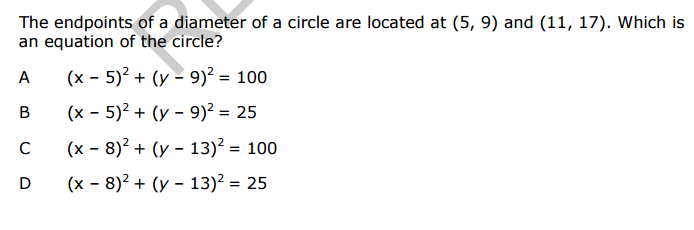 The endpoints of a diameter of a circle are located at (5, 9) and (11, 17). Which is
an equation of the circle?
A (x − 5)² + (y − 9)² = 100
B (x − 5)² + (y − 9)² = 25
C (x − 8)² + (y − 13)² = 100
D (x − 8)² + (y − 13)² = 25